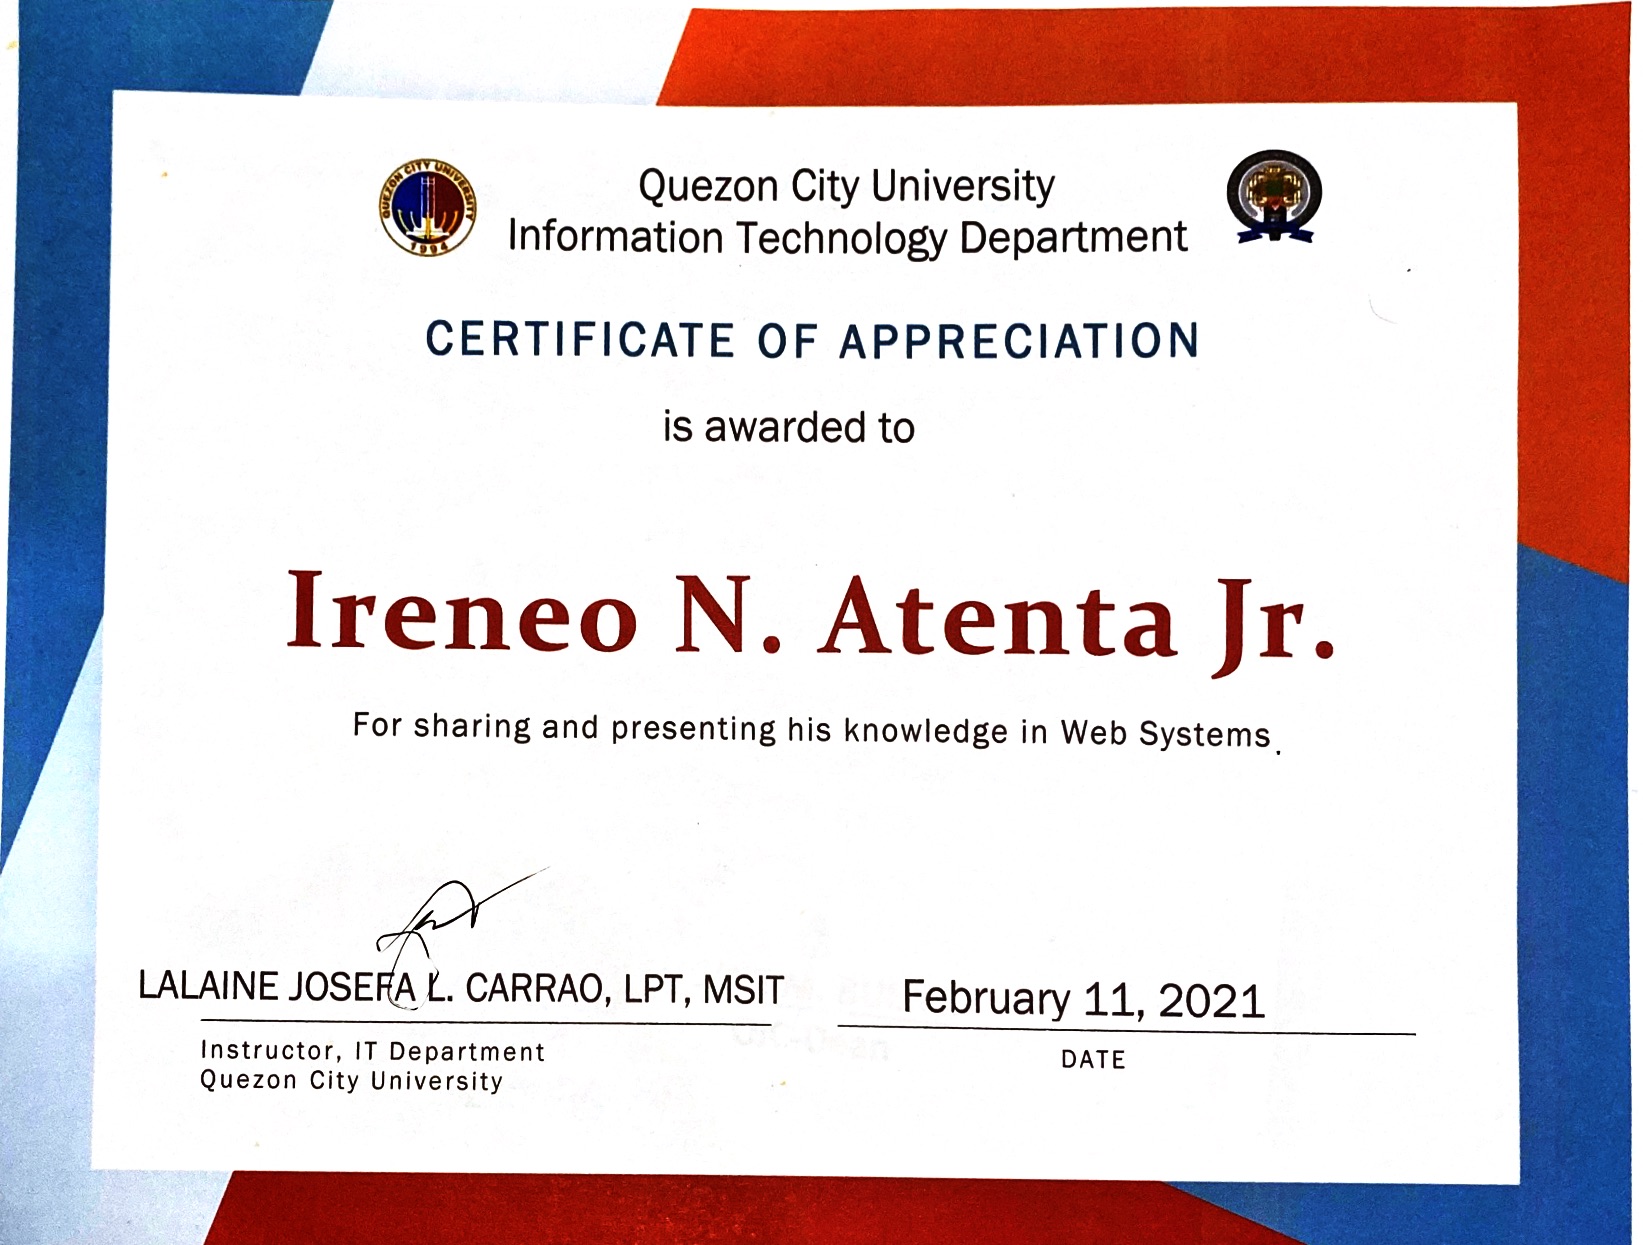 QUEZON CITY UNIVERSITY
1994
Quezon City University
Information Technology Department
CERTIFICATE OF APPRECIATION
is awarded to
Ireneo N. Atenta Jr.
For sharing and presenting his knowledge in Web Systems.
LALAINE JOSEFA L. CARRAO, LPT, MSIT
February 11, 2021
Instructor, IT Department
DATE
Quezon City University